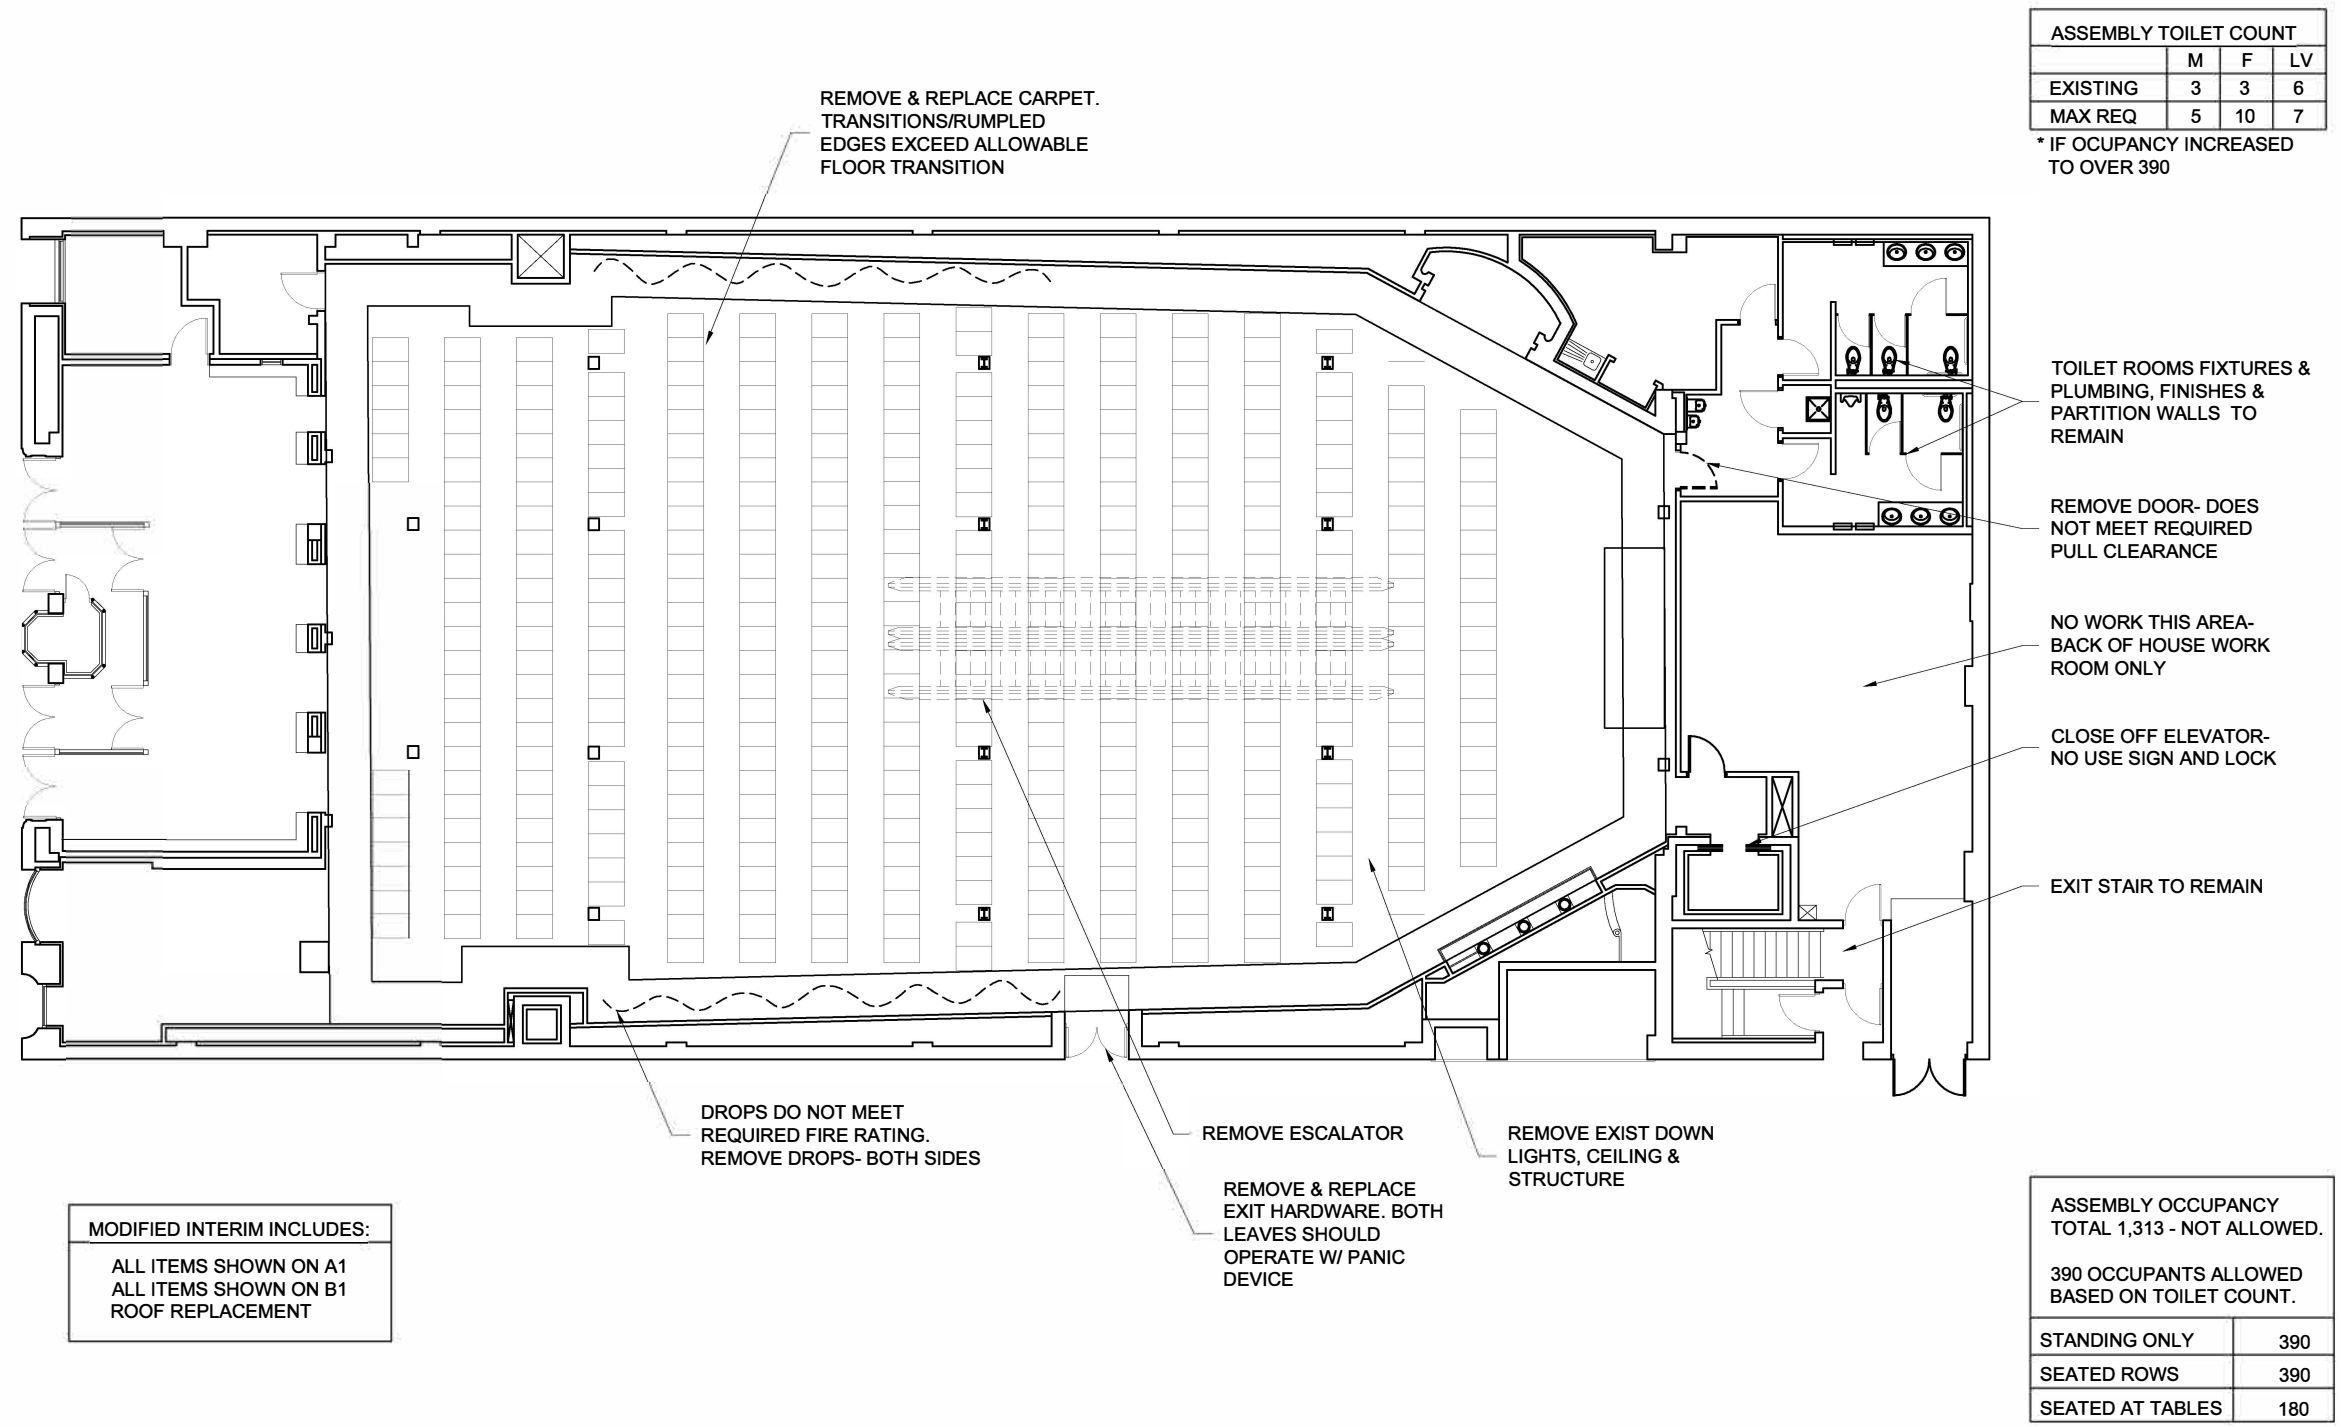 ASSEMBLY TOILET COUNT
M F LV
EXISTING 3 3 6
MAX REQ 5 10 7
* IF OCUPANCY INCREASED
TO OVER 390
REMOVE & REPLACE CARPET.
TRANSITIONS/RUMPLED
EDGES EXCEED ALLOWABLE
FLOOR TRANSITION
TOILET ROOMS FIXTURES &
PLUMBING, FINISHES &
PARTITION WALLS TO
REMAIN
REMOVE DOOR- DOES
NOT MEET REQUIRED
PULL CLEARANCE
NO WORK THIS AREA-
BACK OF HOUSE WORK
ROOM ONLY
CLOSE OFF ELEVATOR-
NO USE SIGN AND LOCK
EXIT STAIR TO REMAIN
DROPS DO NOT MEET
REQUIRED FIRE RATING.
REMOVE DROPS- BOTH SIDES
REMOVE ESCALATOR
REMOVE & REPLACE
EXIT HARDWARE. BOTH
LEAVES SHOULD
OPERATE W/ PANIC
DEVICE
REMOVE EXIST DOWN
LIGHTS, CEILING &
STRUCTURE
MODIFIED INTERIM INCLUDES:
ALL ITEMS SHOWN ON A1
ALL ITEMS SHOWN ON B1
ROOF REPLACEMENT
ASSEMBLY OCCUPANCY
TOTAL 1,313 - NOT ALLOWED.
390 OCCUPANTS ALLOWED
BASED ON TOILET COUNT.
STANDING ONLY 390
SEATED ROWS 390
SEATED AT TABLES 180